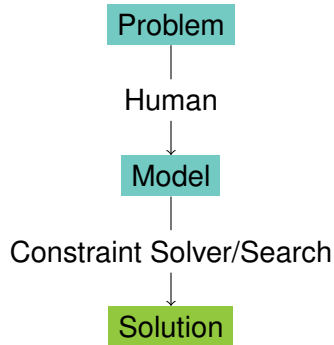 Problem
Human
Model
Constraint Solver/Search
Solution